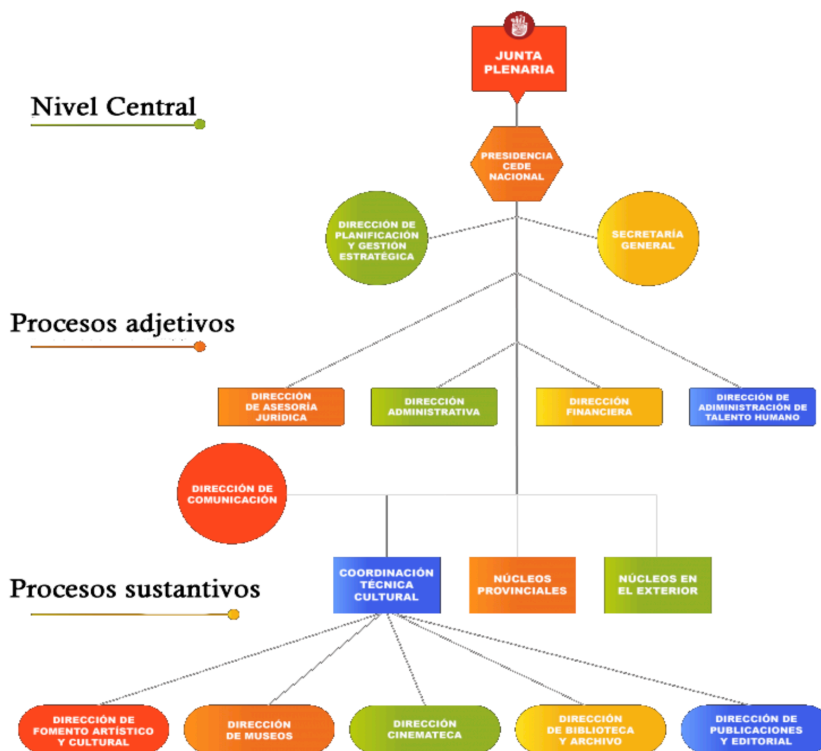 JUNTA
PLENARIA
Nivel Central
PRESIDENCIA
CEDE
NACIONAL
DIRECCIÓN DE
PLANIFICACIÓN
Y GESTIÓN
ESTRATÉGICA
SECRETARÍA
GENERAL
Procesos adjetivos
DIRECCIÓN
DE ASESORÍA
JURÍDICA
DIRECCIÓN
ADMINISTRATIVA
DIRECCIÓN
FINANCIERA
DIRECCIÓN DE
ADIMINISTRACIÓN DE
TALENTO HUMANO
DIRECCIÓN DE
COMUNICACIÓN
Procesos sustantivos
COORDINACIÓN
TÉCNICA
CULTURAL
NÚCLEOS
PROVINCIALES
NÚCLEOS EN
EL EXTERIOR
DIRECCIÓN DE
FOMENTO ARTÍSTICO
Y CULTURAL
DIRECCIÓN
DE MUSEOS
DIRECCIÓN
CINEMATECA
DIRECCIÓN
DE BIBLIOTECA
Y ARCHIVO
DIRECCIÓN DE
PUBLICACIONES
Y EDITORIAL